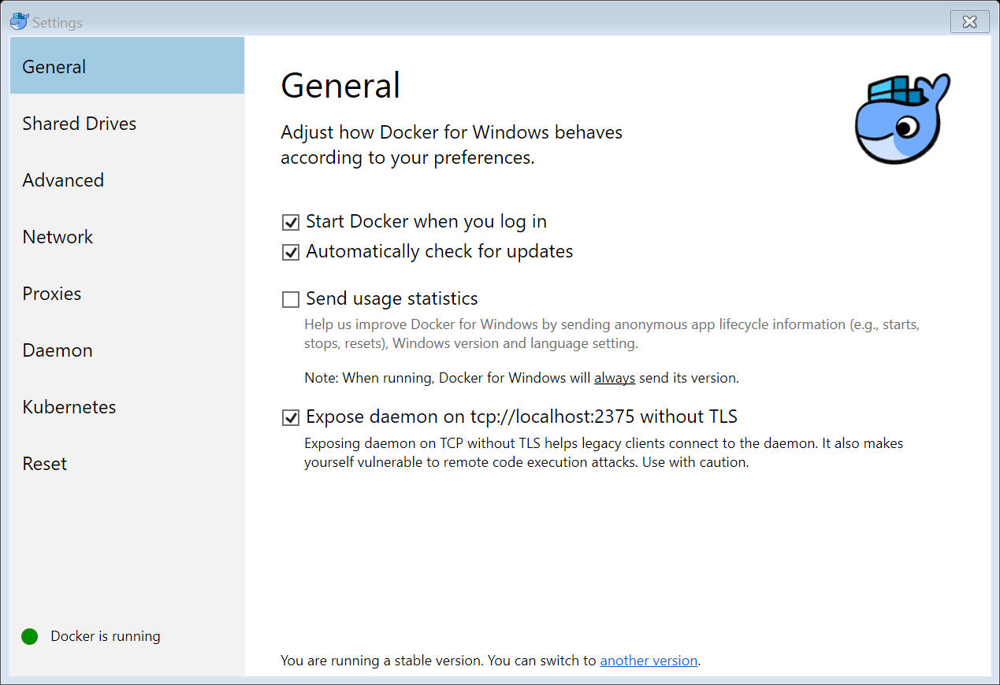 Settings
General
Shared Drives
Advanced
Network
Proxies
Daemon
Kubernetes
Reset
Docker is running
General
Adjust how Docker for Windows behaves
according to your preferences.
Start Docker when you log in
Automatically check for updates
Send usage statistics
Help us improve Docker for Windows by sending anonymous app lifecycle information (e.g., starts,
stops, resets), Windows version and language setting.
Note: When running, Docker for Windows will always send its version.
Expose daemon on tcp://localhost:2375 without TLS
Exposing daemon on TCP without TLS helps legacy clients connect to the daemon. It also makes
yourself vulnerable to remote code execution attacks. Use with caution.
You are running a stable version. You can switch to another version.